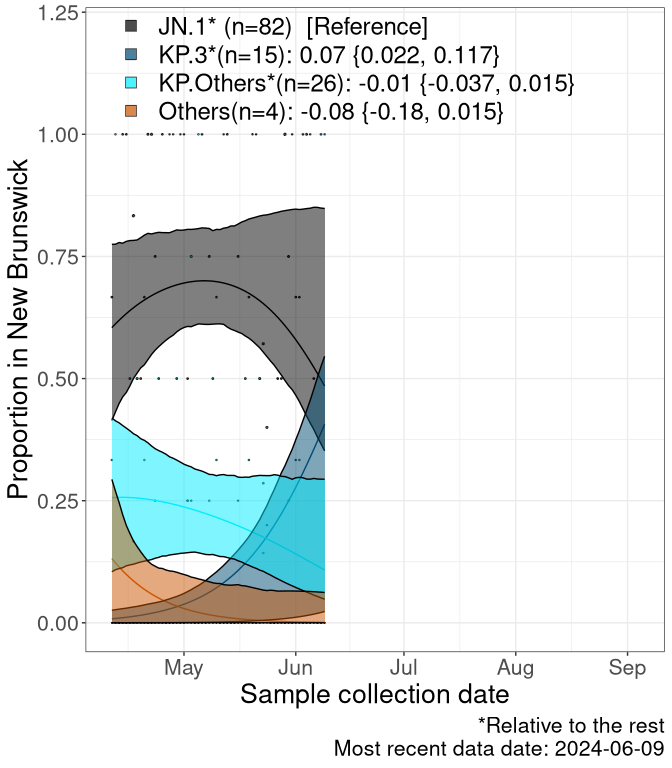 JN.1* (n=82)  [Reference]
KP.3*(n=15): 0.07 {0.022, 0.117}
KP.Others*(n=26): -0.01 {-0.037, 0.015}
Others(n=4): -0.08 {-0.18, 0.015}
Proportion in New Brunswick
1.25
1.00
0.75
0.50
0.25
0.00
May Jun Jul Aug Sep
Sample collection date
*Relative to the rest
Most recent data date: 2024-06-09